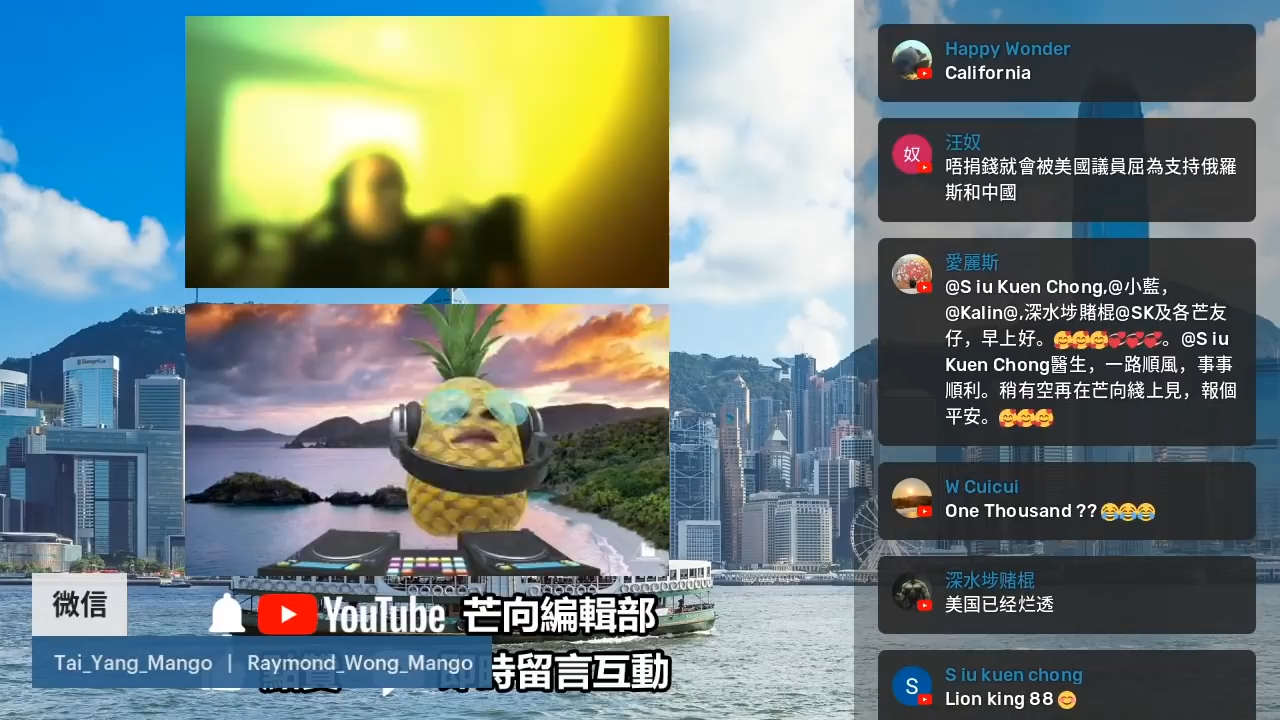 Happy Wonder
California
奴
汪奴
唔捐錢就會被美國議員屈為支持俄羅
斯和中國
愛麗斯
@S iu Kuen Chong,@小藍，
@Kalin@,深水埗賭棍@SK及各芒友
仔，早上好。🥰🥰🥰💞💞💞。@S iu
Kuen Chong醫生，一路順風，事事
順利。稍有空再在芒向綫上見，報個
平安。🥰🥰🥰
W Cuicui
One Thousand ??😂😂😂
深水埗赌棍
美国已经烂透
S
S iu kuen chong
Lion king 88😊
微信
YouTube 芒向編輯部
Tai_Yang_Mango | Raymond_Wong_Mango
時留言互動